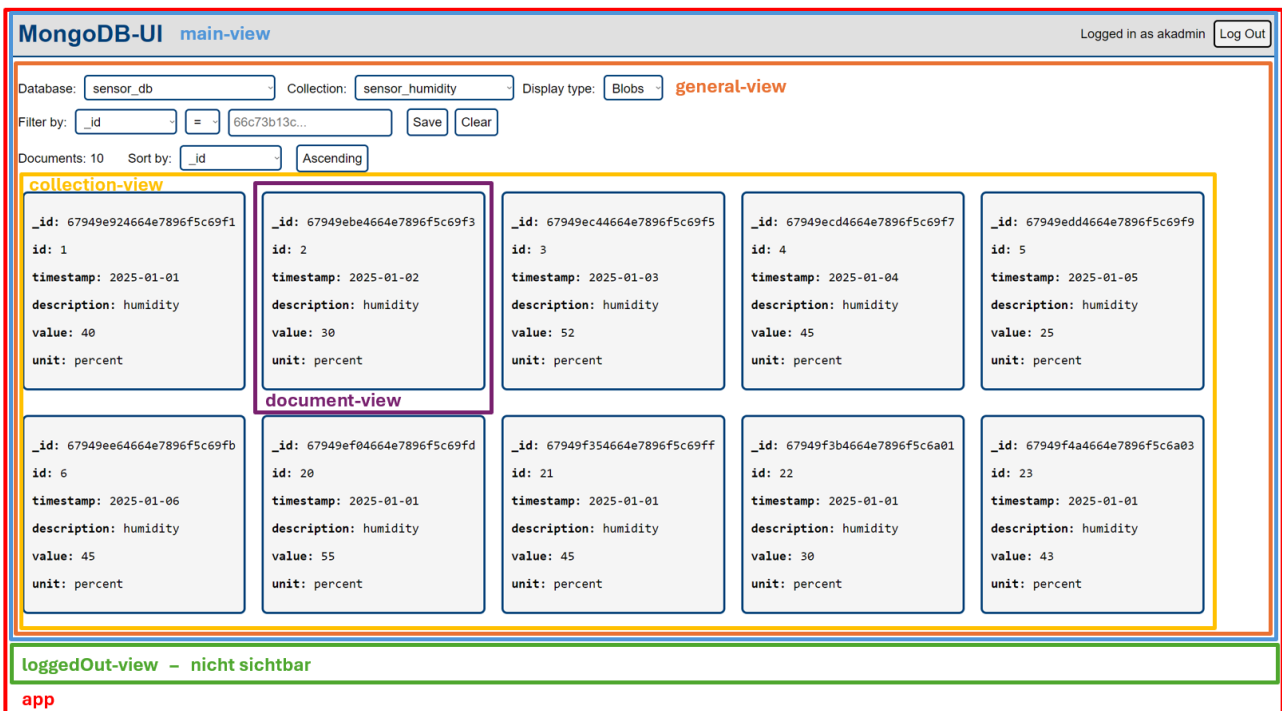 MongoDB-UI main-view Logged in as akadmin Log Out
Database: sensor_db Collection: sensor_humidity Display type: Blobs general-view
Filter by: _id = 66c73b13c... Save Clear
Documents: 10 Sort by: _id Ascending
collection-view
_id: 67949e924664e7896f5c69f1
id: 1
timestamp: 2025-01-01
description: humidity
value: 40
unit: percent
_id: 67949ebe4664e7896f5c69f3
id: 2
timestamp: 2025-01-02
description: humidity
value: 30
unit: percent
document-view
_id: 67949ec44664e7896f5c69f5
id: 3
timestamp: 2025-01-03
description: humidity
value: 52
unit: percent
_id: 67949ecd4664e7896f5c69f7
id: 4
timestamp: 2025-01-04
description: humidity
value: 45
unit: percent
_id: 67949edd4664e7896f5c69f9
id: 5
timestamp: 2025-01-05
description: humidity
value: 25
unit: percent
_id: 67949ee64664e7896f5c69fb
id: 6
timestamp: 2025-01-06
description: humidity
value: 45
unit: percent
_id: 67949ef04664e7896f5c69fd
id: 20
timestamp: 2025-01-01
description: humidity
value: 55
unit: percent
_id: 67949f354664e7896f5c69ff
id: 21
timestamp: 2025-01-01
description: humidity
value: 45
unit: percent
_id: 67949f3b4664e7896f5c6a01
id: 22
timestamp: 2025-01-01
description: humidity
value: 30
unit: percent
_id: 67949f4a4664e7896f5c6a03
id: 23
timestamp: 2025-01-01
description: humidity
value: 43
unit: percent
loggedOut-view – nicht sichtbar
app